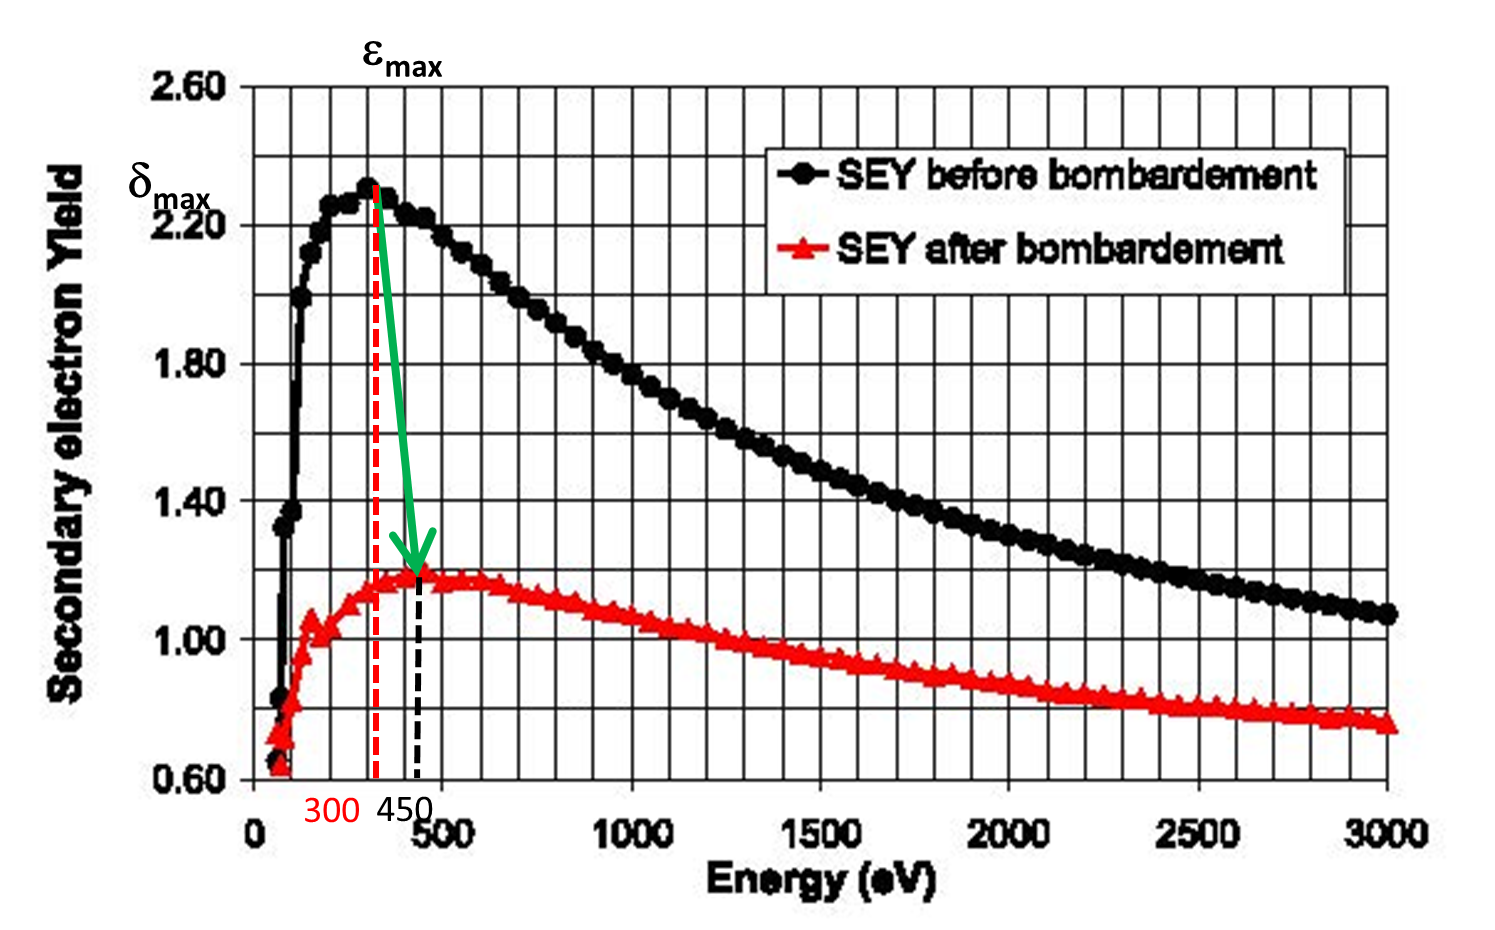 εmax
2.60
δmax
2.20
1.80
1.40
1.00
0.60
Secondary electron Yield
SEY before bombardement
SEY after bombardement
300 450
0 500 1000 1500 2000 2500 3000
Energy (eV)